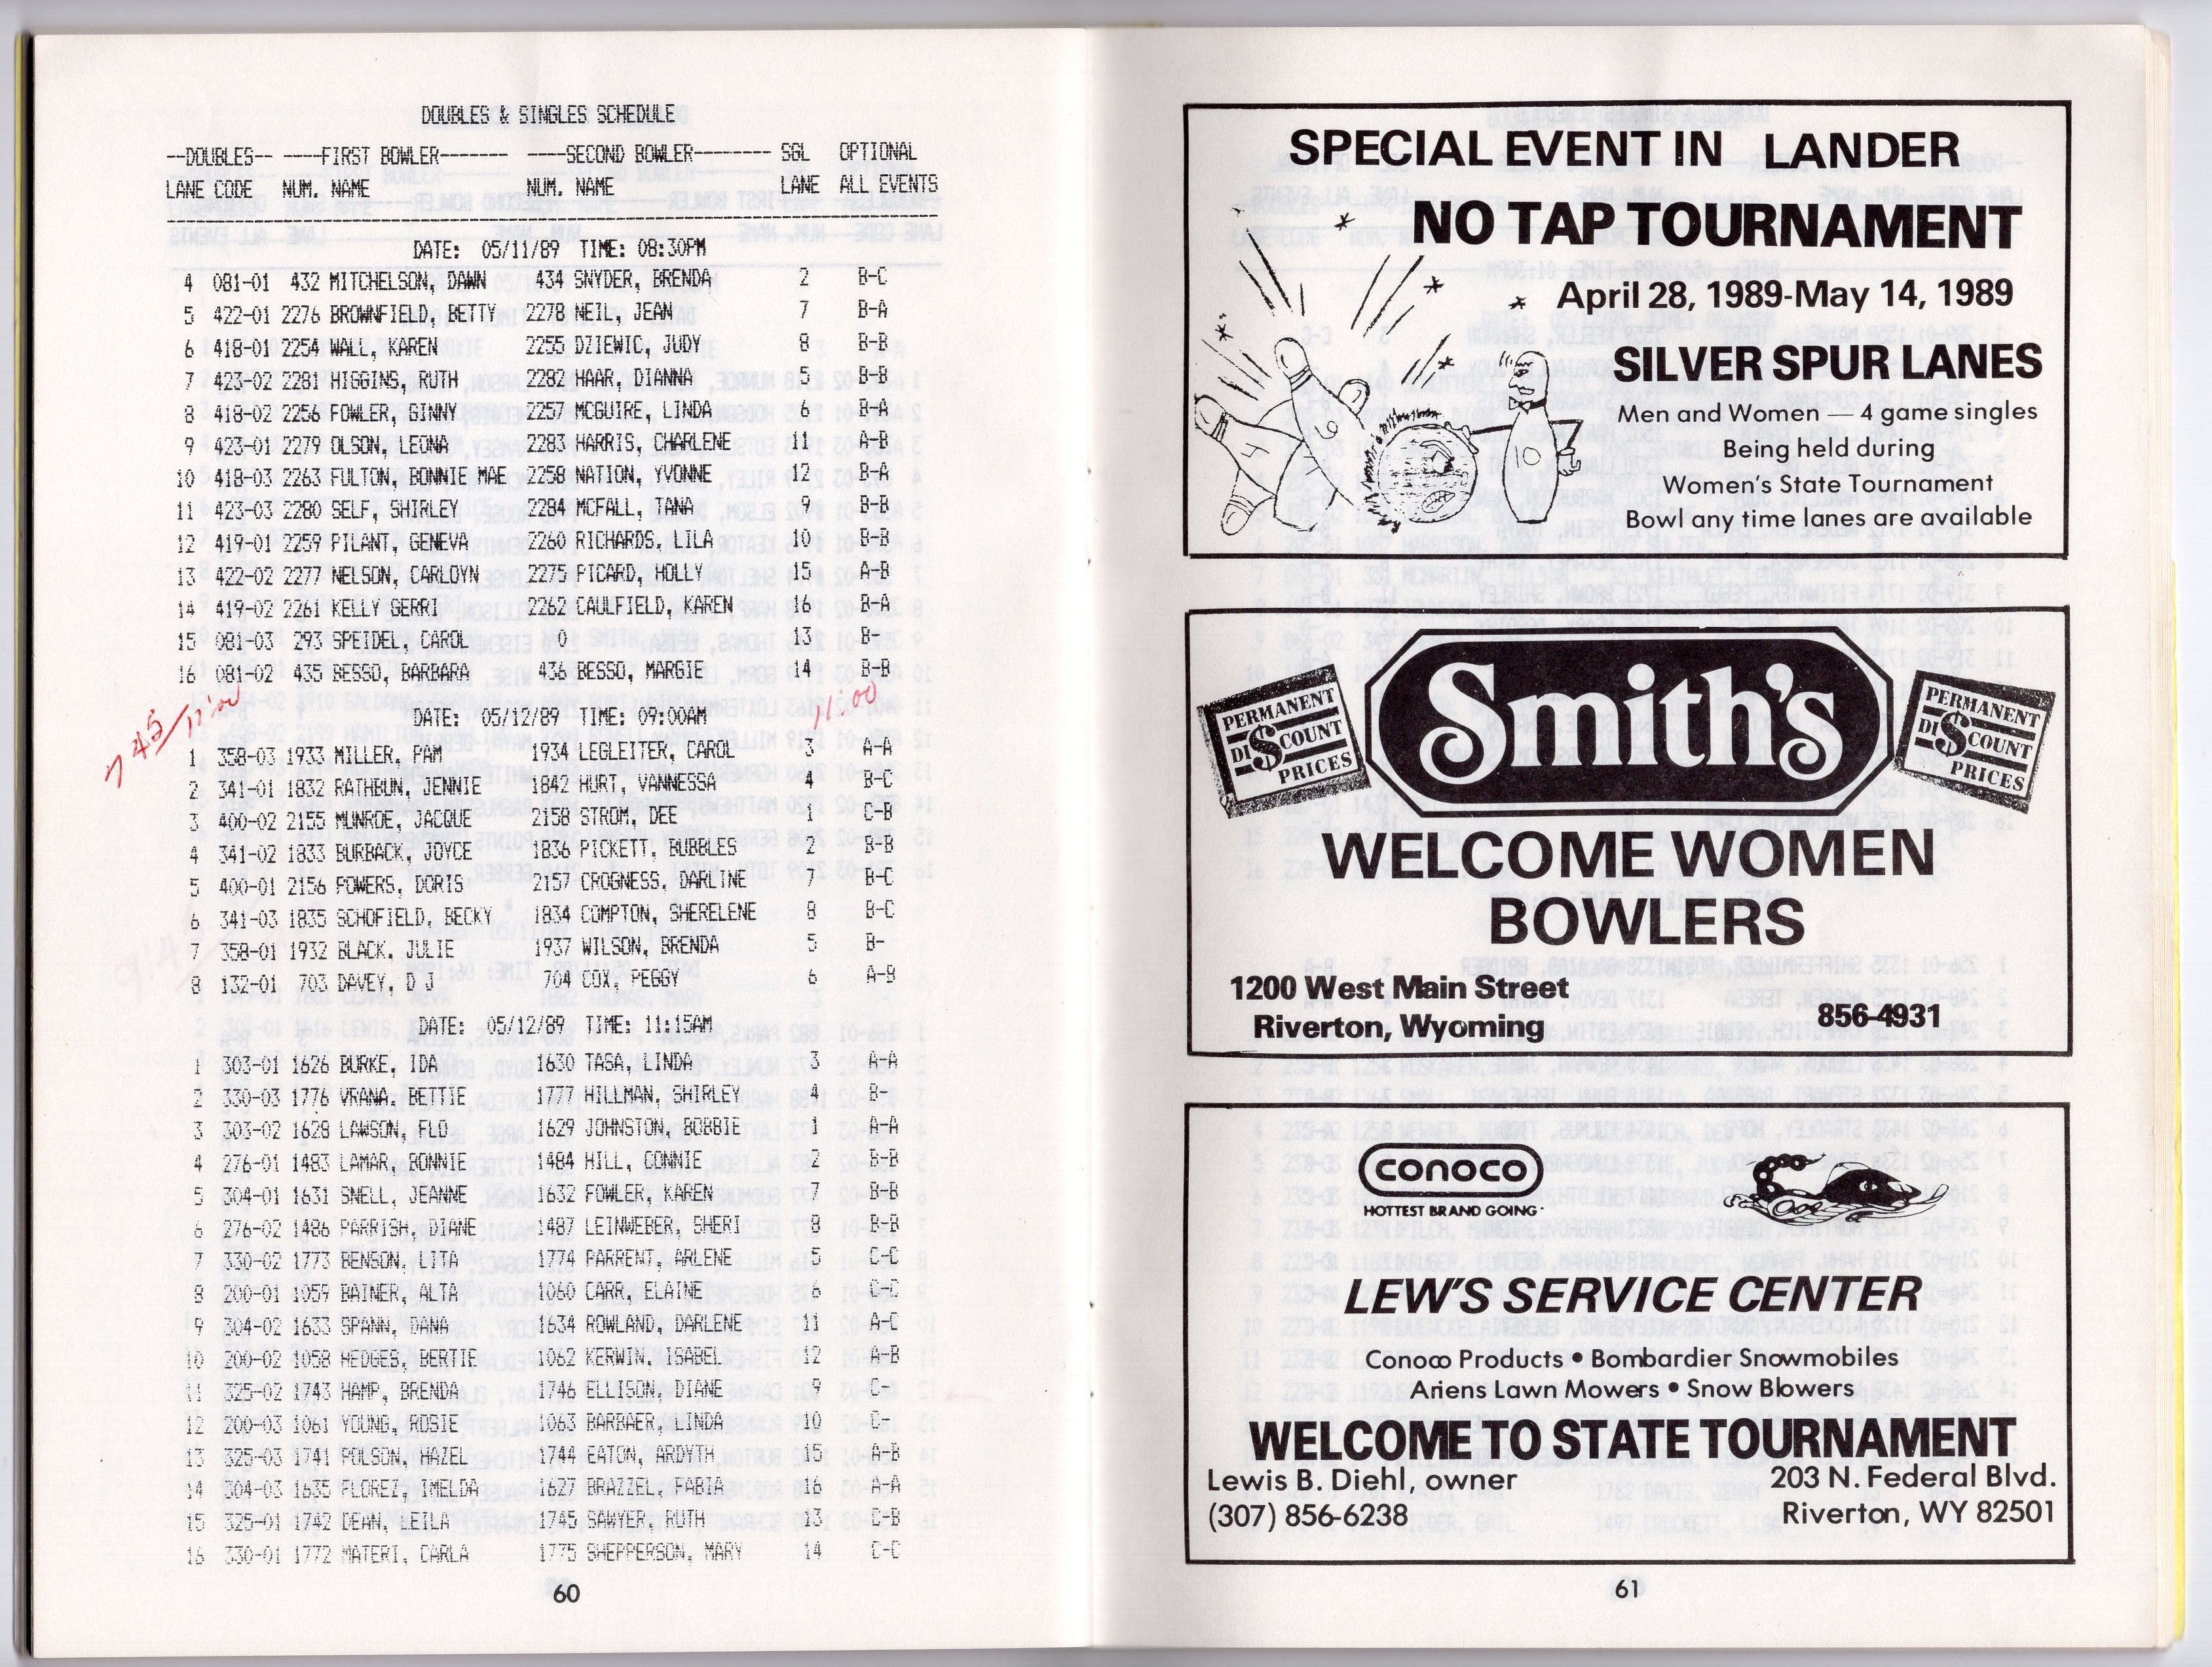 DOUBLES & SINGLES SCHEDULE
--DOUBLES-- ----FIRST BOWLER------- ----SECOND BOWLER-------- SGL OPTIONAL
LANE CODE NUM. NAME NUM. NAME LANE ALL EVENTS
DATE: 05/11/89 TIME: 08:30PM
4 081-01 432 MITCHELSON, DAWN 434 SNYDER, BRENDA 2 B-C
5 422-01 2276 BROWNFIELD, BETTY 2278 NEIL, JEAN 7 B-A
6 418-01 2254 WALL, KAREN 2255 DZIEWIC, JUDY 8 B-B
7 423-02 2281 HIGGINS, RUTH 2282 HAAR, DIANNA 5 B-B
8 418-02 2256 FOWLER, GINNY 2257 MCGUIRE, LINDA 6 B-A
9 423-01 2279 OLSON, LEONA 2283 HARRIS, CHARLENE 11 A-B
10 418-03 2263 FULTON, BONNIE MAE 2258 NATION, YVONNE 12 B-A
11 423-03 2280 SELF, SHIRLEY 2284 MCFALL, TANA 9 B-B
12 419-01 2259 PILANT, GENEVA 2260 RICHARDS, LILA 10 B-B
13 422-02 2277 NELSON, CARLOYN 2275 PICARD, HOLLY 15 A-B
14 419-02 2261 KELLY GERRI 2262 CAULFIELD, KAREN 16 B-A
15 081-03 293 SPEIDEL, CAROL 0 13 B-
16 081-02 435 BESSO, BARBARA 436 BESSO, MARGIE 14 B-B
745/11:00 11:00
DATE: 05/12/89 TIME: 09:00AM
1 358-03 1933 MILLER, PAM 1934 LEGLEITER, CAROL 3 A-A
2 341-01 1832 RATHBUN, JENNIE 1842 HURT, VANNESSA 4 B-C
3 400-02 2155 MUNROE, JACQUE 2158 STROM, DEE 1 C-B
4 341-02 1833 BURBACK, JOYCE 1836 PICKETT, BUBBLES 2 B-B
5 400-01 2156 POWERS, DORIS 2157 CROGNESS, DARLINE 7 B-C
6 341-03 1835 SCHOFIELD, BECKY 1834 COMPTON, SHERELENE 8 B-C
7 358-01 1932 BLACK, JULIE 1937 WILSON, BRENDA 5 B-
8 132-01 703 DAVEY, D J 704 COX, PEGGY 6 A-B
DATE: 05/12/89 TIME: 11:15AM
1 303-01 1626 BURKE, IDA 1630 TASA, LINDA 3 A-A
2 330-03 1776 VRANA, BETTIE 1777 HILLMAN, SHIRLEY 4 B-
3 303-02 1628 LAWSON, FLO 1629 JOHNSTON, BOBBIE 1 A-A
4 276-01 1483 LAMAR, BONNIE 1484 HILL, CONNIE 2 B-B
5 304-01 1631 SNELL, JEANNE 1632 FOWLER, KAREN 7 B-B
6 276-02 1486 PARRISH, DIANE 1487 LEINWEBER, SHERI 8 B-B
7 330-02 1773 BENSON, LITA 1774 PARRENT, ARLENE 5 C-C
8 200-01 1059 BAINER, ALTA 1060 CARR, ELAINE 6 C-C
9 304-02 1633 SPANN, DANA 1634 ROWLAND, DARLENE 11 A-C
10 200-02 1058 HEDGES, BERTIE 1062 KERWIN, ISABEL 12 A-B
11 325-02 1743 HAMP, BRENDA 1746 ELLISON, DIANE 9 C-
12 200-03 1061 YOUNG, ROSIE 1063 BARBAER, LINDA 10 C-
13 325-03 1741 POLSON, HAZEL 1744 EATON, ARDYTH 15 A-B
14 304-03 1635 FLOREZ, IMELDA 1627 BRAZZEL, FABIA 16 A-A
15 325-01 1742 DEAN, LEILA 1745 SAWYER, RUTH 13 C-B
16 330-01 1772 MATERI, CARLA 1775 SHEPPERSON, MARY 14 C-C
60
SPECIAL EVENT IN LANDER
NO TAP TOURNAMENT
April 28, 1989-May 14, 1989
SILVER SPUR LANES
Men and Women — 4 game singles
Being held during
Women's State Tournament
Bowl any time lanes are available
PERMANENT
DI$COUNT
PRICES
Smith's
PERMANENT
DI$COUNT
PRICES
WELCOME WOMEN
BOWLERS
1200 West Main Street
Riverton, Wyoming
856-4931
conoco
HOTTEST BRAND GOING
LEW'S SERVICE CENTER
Conoco Products • Bombardier Snowmobiles
Ariens Lawn Mowers • Snow Blowers
WELCOME TO STATE TOURNAMENT
Lewis B. Diehl, owner
(307) 856-6238
203 N. Federal Blvd.
Riverton, WY 82501
61